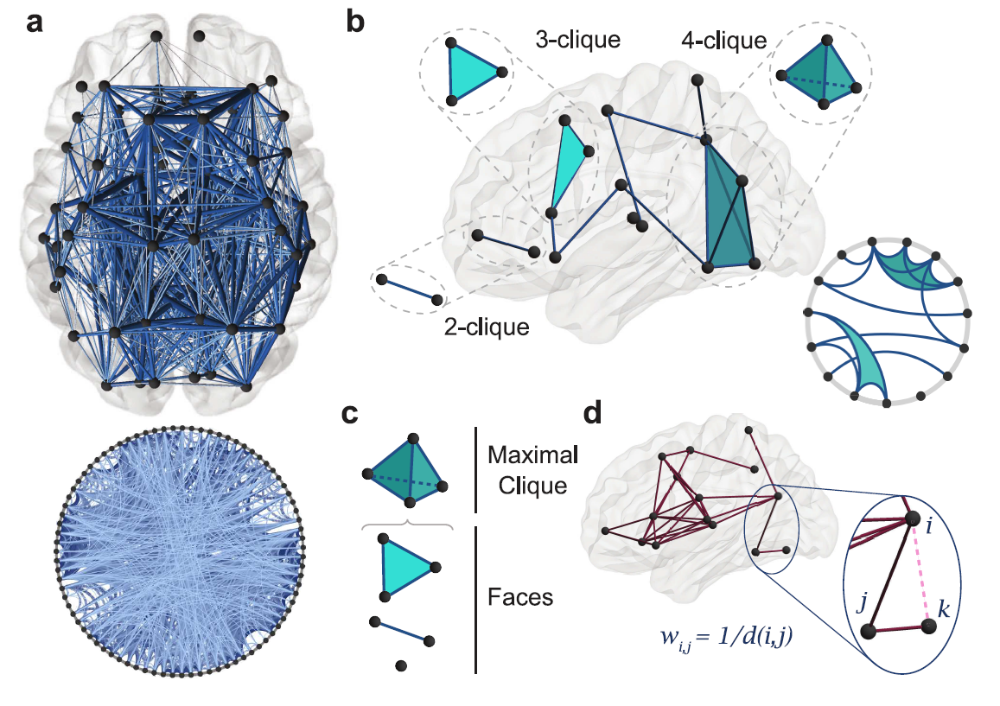 a
b
3-clique
4-clique
2-clique
c
Maximal
Clique
Faces
d
i
j
k
w_{i,j} = 1/d(i,j)